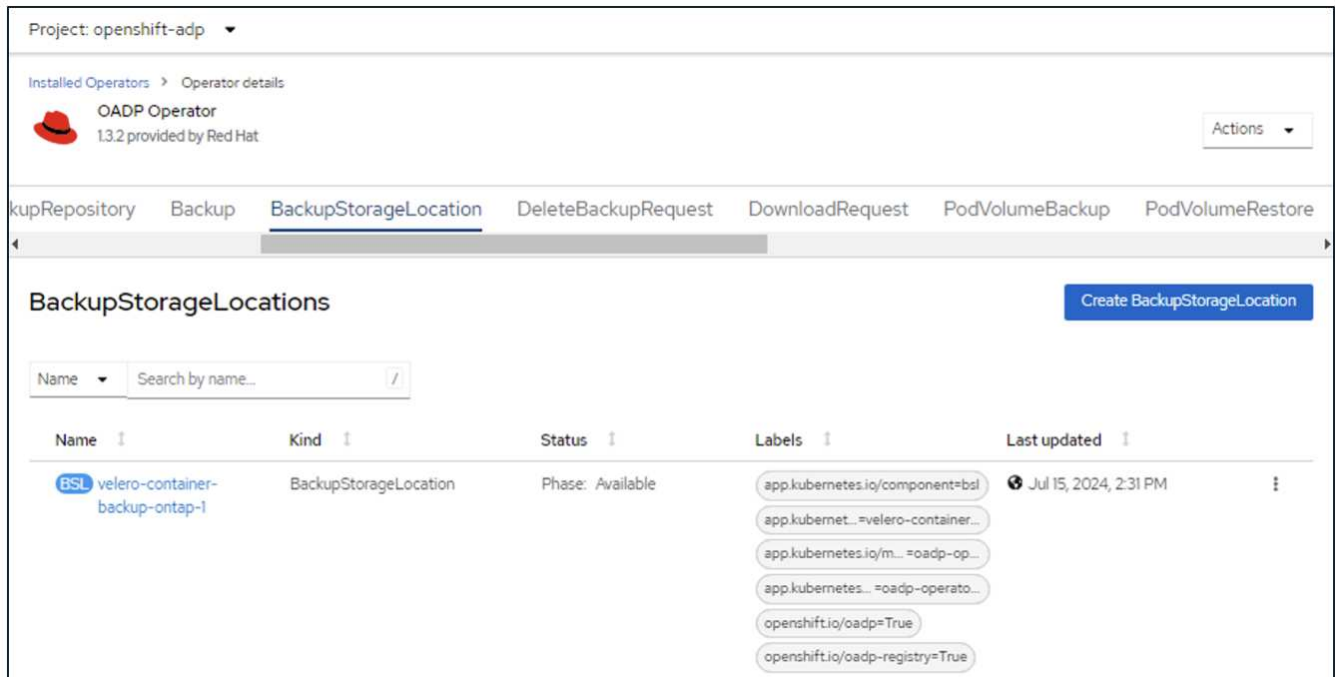 Project: openshift-adp
Installed Operators > Operator details
OADP Operator
1.3.2 provided by Red Hat
Actions
kupRepository Backup BackupStorageLocation DeleteBackupRequest DownloadRequest PodVolumeBackup PodVolumeRestore
BackupStorageLocations
Create BackupStorageLocation
Name Search by name... /
Name Kind Status Labels Last updated
BSL velero-container- BackupStorageLocation Phase: Available app.kubernetes.io/component=bsl Jul 15, 2024, 2:31 PM
backup-ontap-1
app.kubernet... =velero-container...
app.kubernetes.io/m... =oadp-op...
app.kubernetes... =oadp-operato...
openshift.io/oadp=True
openshift.io/oadp-registry=True